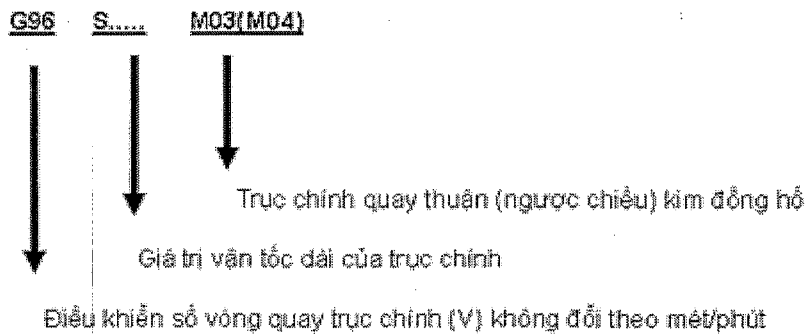 G96 S..... M03(M04)
Trục chính quay thuận (ngược chiều) kim đồng hồ
Giá trị vận tốc dài của trục chính
Điều khiển số vòng quay trục chính (V) không đổi theo mét/phút